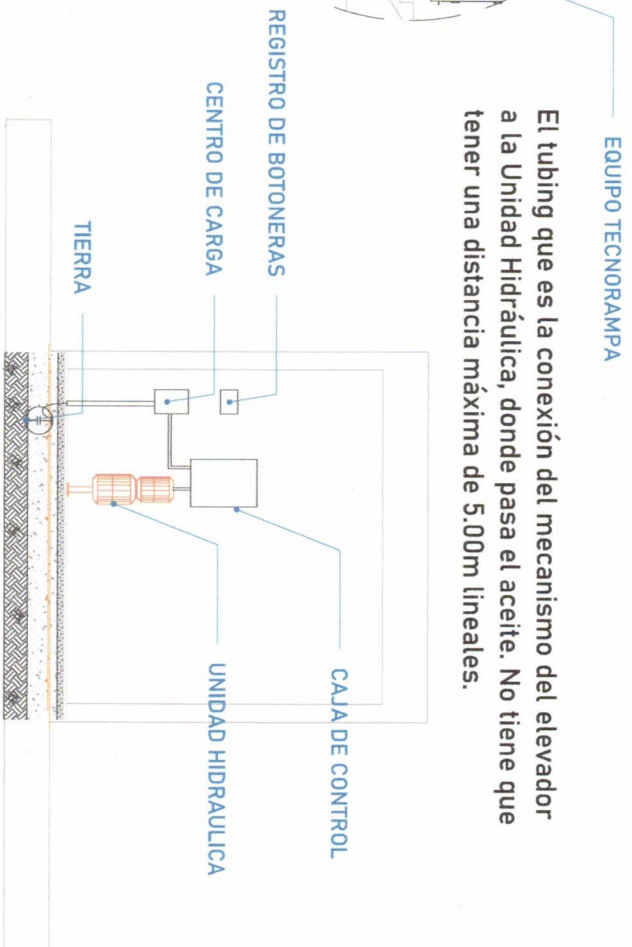 EQUIPO TECNORAMPA
El tubing que es la conexión del mecanismo del elevador
a la Unidad Hidráulica, donde pasa el aceite. No tiene que
tener una distancia máxima de 5.00m lineales.
REGISTRO DE BOTONERAS
CENTRO DE CARGA
TIERRA
CAJA DE CONTROL
UNIDAD HIDRAULICA